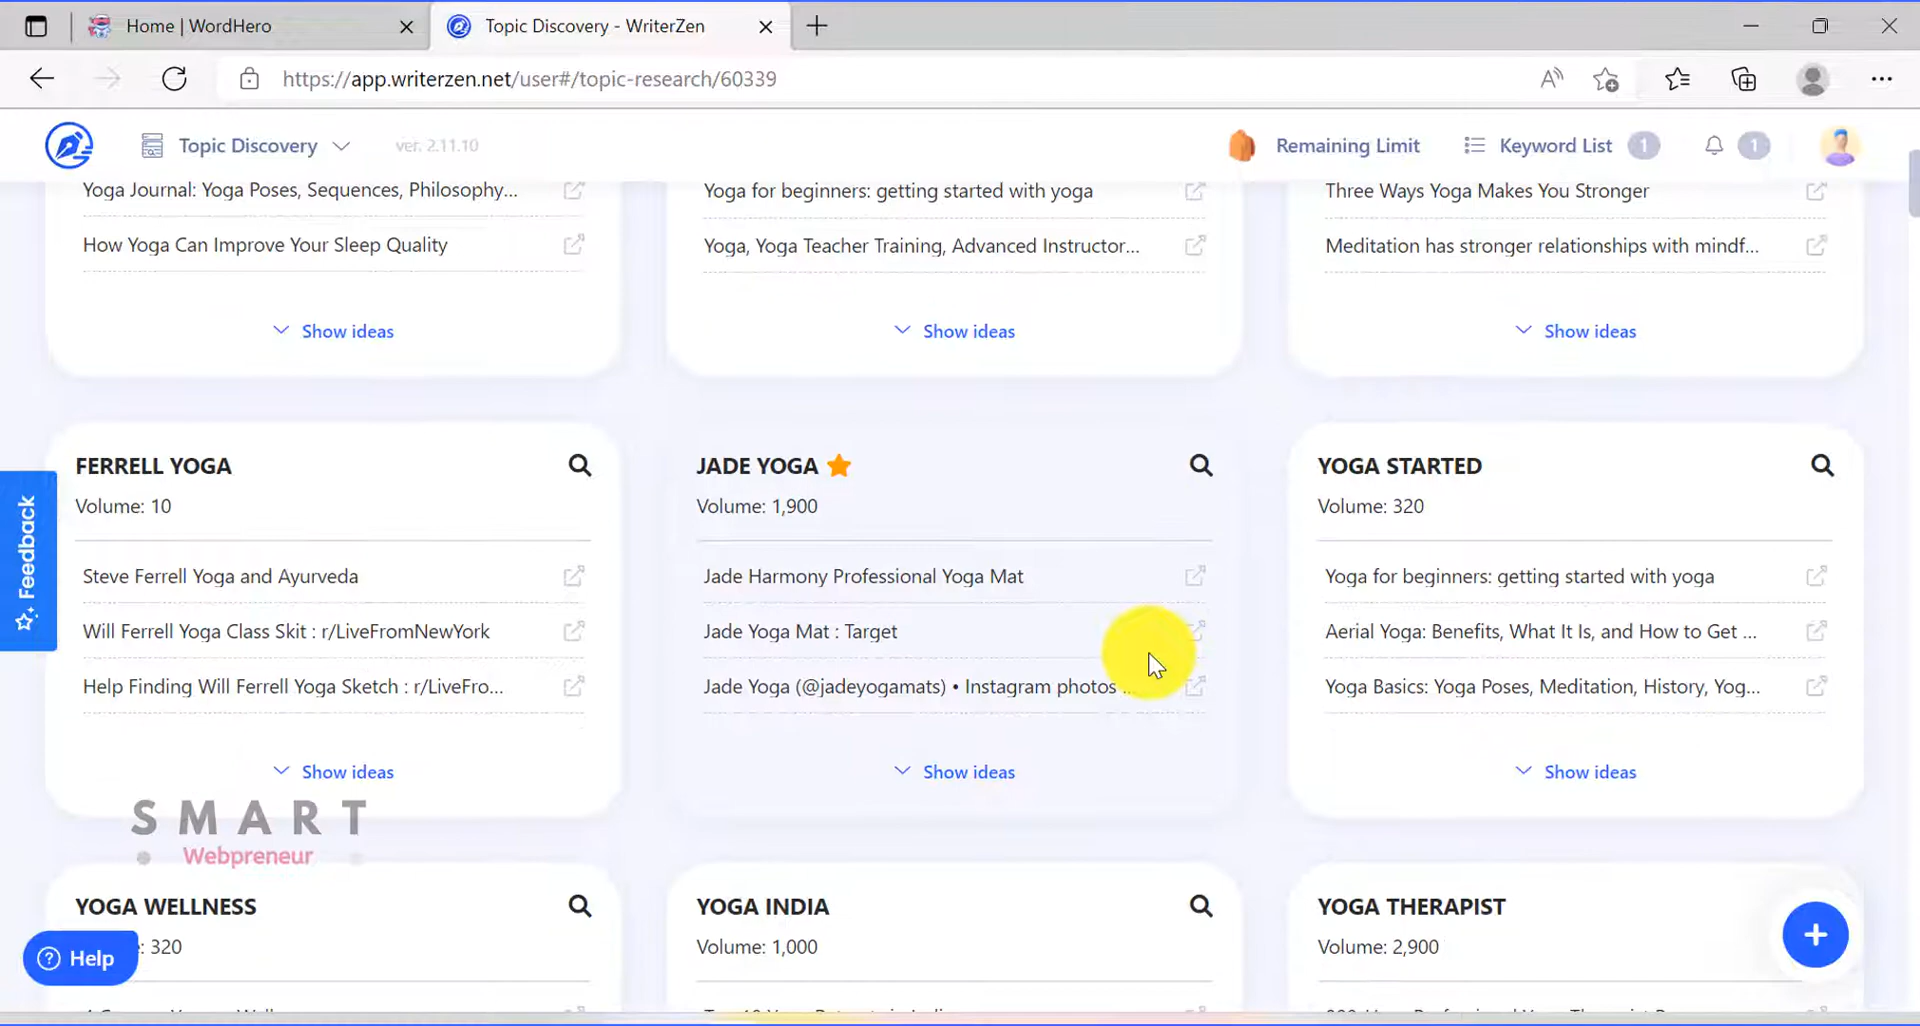 Home | WordHero
Topic Discovery - WriterZen
https://app.writerzen.net/user#/topic-research/60339
Topic Discovery
ver. 2.11.10
Remaining Limit
Keyword List 1
1
Yoga Journal: Yoga Poses, Sequences, Philosophy...
How Yoga Can Improve Your Sleep Quality
Show ideas
Yoga for beginners: getting started with yoga
Yoga, Yoga Teacher Training, Advanced Instructor...
Show ideas
Three Ways Yoga Makes You Stronger
Meditation has stronger relationships with mindf...
Show ideas
Feedback
FERRELL YOGA
Volume: 10
Steve Ferrell Yoga and Ayurveda
Will Ferrell Yoga Class Skit : r/LiveFromNewYork
Help Finding Will Ferrell Yoga Sketch : r/LiveFro...
Show ideas
JADE YOGA
Volume: 1,900
Jade Harmony Professional Yoga Mat
Jade Yoga Mat : Target
Jade Yoga (@jadeyogamats) • Instagram photos ...
Show ideas
YOGA STARTED
Volume: 320
Yoga for beginners: getting started with yoga
Aerial Yoga: Benefits, What It Is, and How to Get ...
Yoga Basics: Yoga Poses, Meditation, History, Yog...
Show ideas
SMART
Webpreneur
YOGA WELLNESS
: 320
YOGA INDIA
Volume: 1,000
YOGA THERAPIST
Volume: 2,900
Help